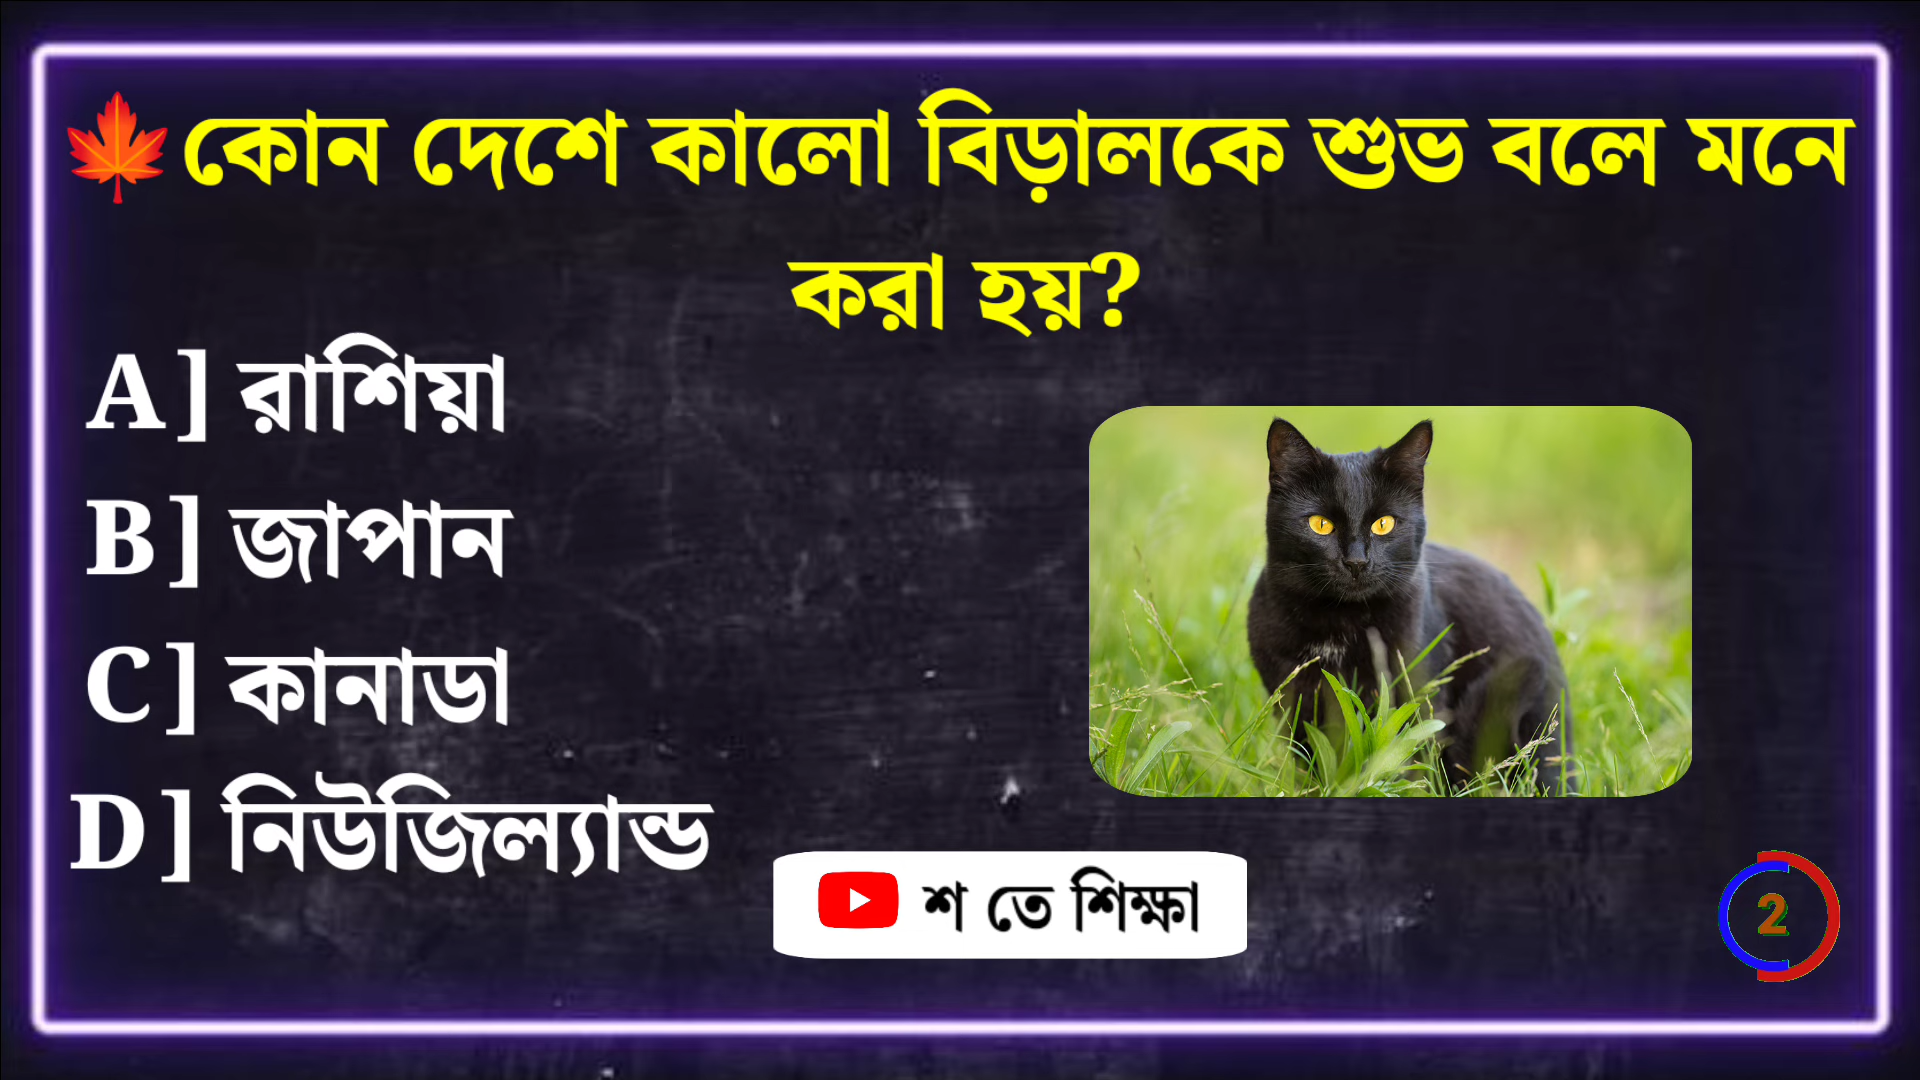 🍁কোন দেশে কালো বিড়ালকে শুভ বলে মনে
করা হয়?
A] রাশিয়া
B] জাপান
C] কানাডা
D] নিউজিল্যান্ড
শ তে শিক্ষা
2